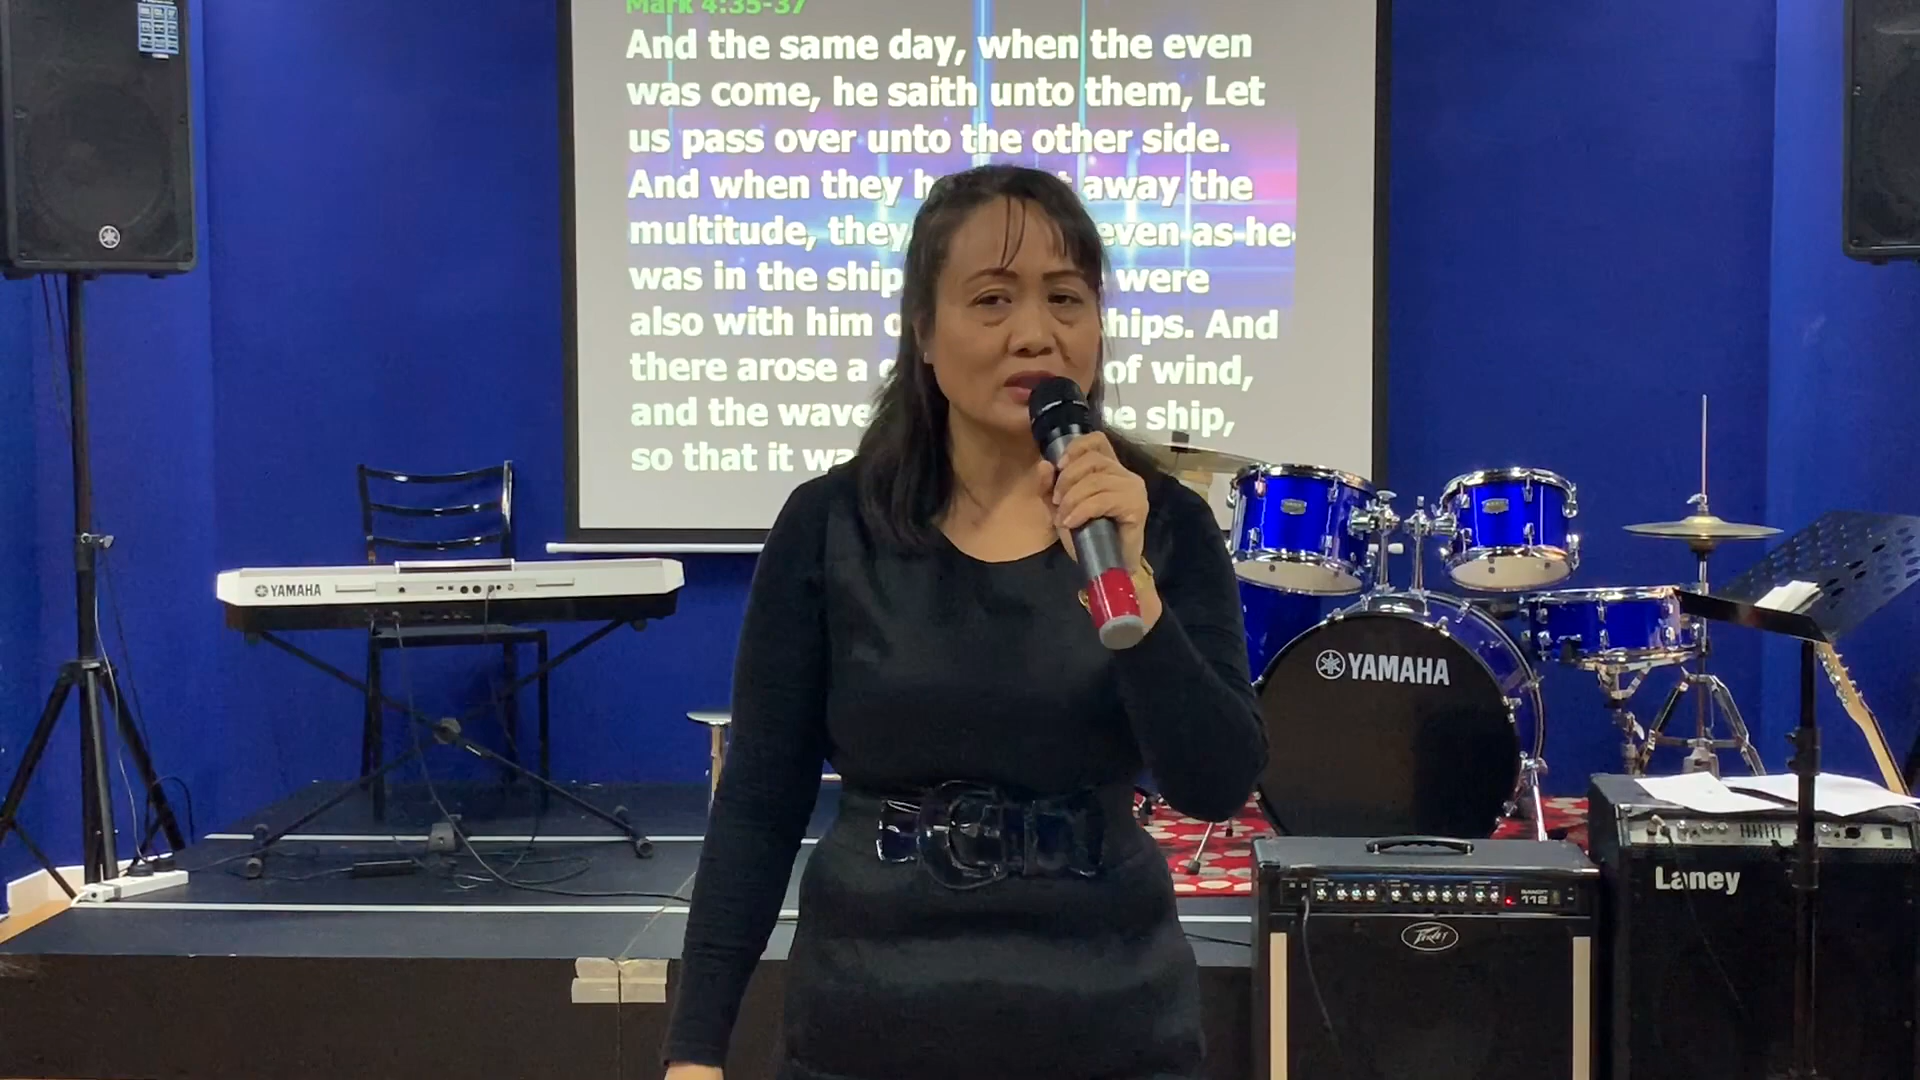 Mark 4:35-37
And the same day, when the even
was come, he saith unto them, Let
us pass over unto the other side.
And when they away the
multitude, they even as he
was in the ship were
also with him ships. And
there arose a of wind,
and the wave ship,
so that it
YAMAHA
YAMAHA
Laney
BANDIT
112
PEAVEY